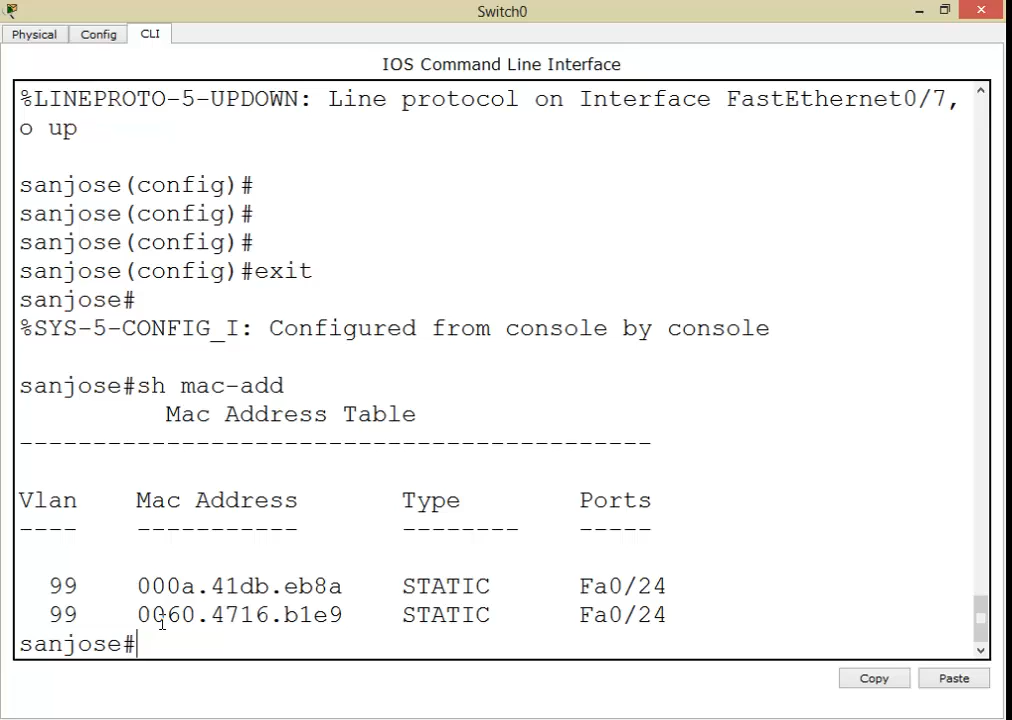 Switch0
Physical Config CLI
IOS Command Line Interface
%LINEPROTO-5-UPDOWN: Line protocol on Interface FastEthernet0/7,
o up
sanjose(config)#
sanjose(config)#
sanjose(config)#
sanjose(config)#exit
sanjose#
%SYS-5-CONFIG_I: Configured from console by console
sanjose#sh mac-add
Mac Address Table
-------------------------------------------
Vlan Mac Address Type Ports
---- ----------- -------- -----
99 000a.41db.eb8a STATIC Fa0/24
99 0060.4716.b1e9 STATIC Fa0/24
sanjose#
Copy Paste